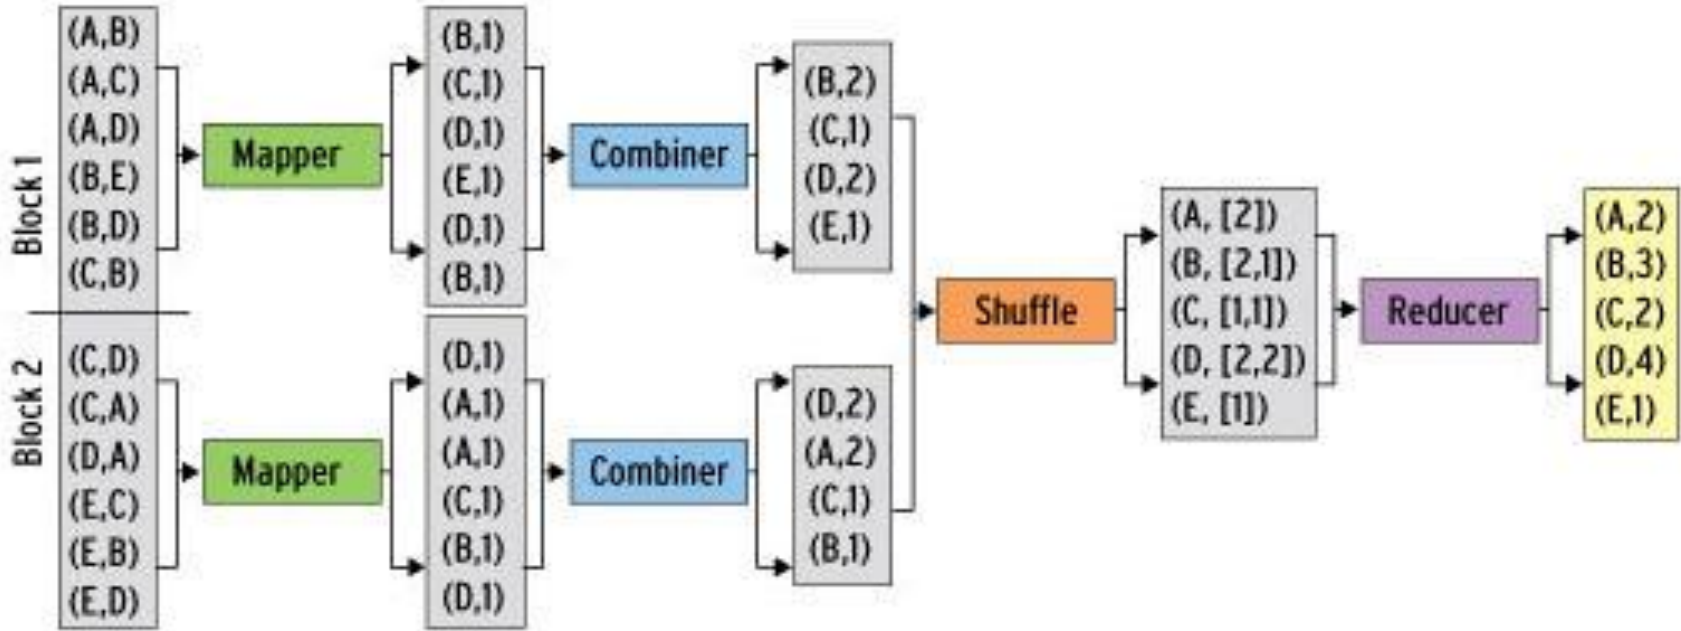 Block 1
(A,B)
(A,C)
(A,D)
(B,E)
(B,D)
(C,B)
Mapper
(B,1)
(C,1)
(D,1)
(E,1)
(D,1)
(B,1)
Combiner
(B,2)
(C,1)
(D,2)
(E,1)
Block 2
(C,D)
(C,A)
(D,A)
(E,C)
(E,B)
(E,D)
Mapper
(D,1)
(A,1)
(A,1)
(C,1)
(B,1)
(D,1)
Combiner
(D,2)
(A,2)
(C,1)
(B,1)
Shuffle
(A, [2])
(B, [2,1])
(C, [1,1])
(D, [2,2])
(E, [1])
Reducer
(A,2)
(B,3)
(C,2)
(D,4)
(E,1)